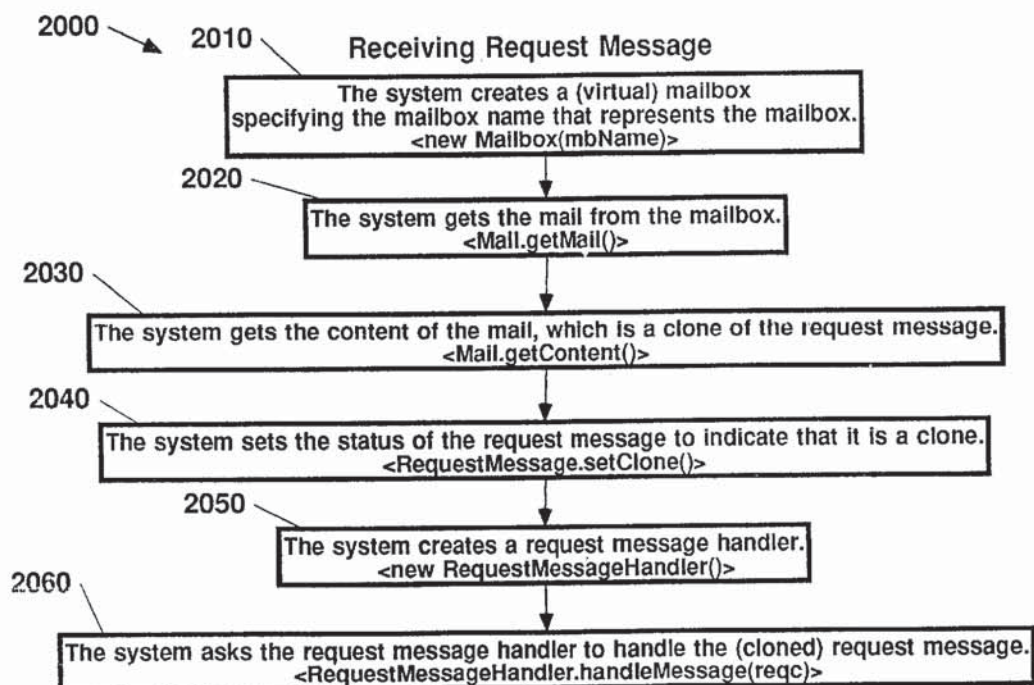 2000
2010
Receiving Request Message
The system creates a (virtual) mailbox
specifying the mailbox name that represents the mailbox.
<new Mailbox(mbName)>
2020
The system gets the mail from the mailbox.
<Mail.getMail()>
2030
The system gets the content of the mail, which is a clone of the request message.
<Mail.getContent()>
2040
The system sets the status of the request message to indicate that it is a clone.
<RequestMessage.setClone()>
2050
The system creates a request message handler.
<new RequestMessageHandler()>
2060
The system asks the request message handler to handle the (cloned) request message.
<RequestMessageHandler.handleMessage(reqc)>